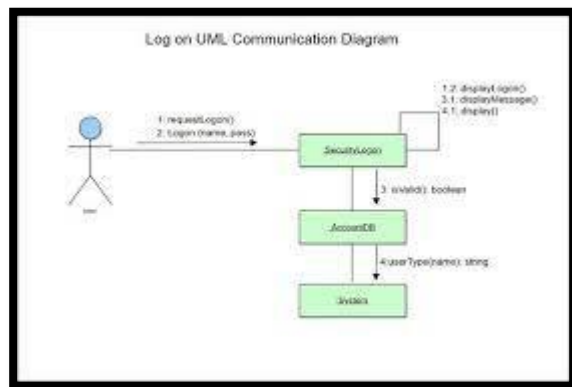 Log on UML Communication Diagram
1: requestLogon()
2: Logon (name, pass)
1.2: displayLogon()
3.1: displayMessage()
4.1: display()
:SecurityLogon
3: isValid(): boolean
:AccountDB
4:userType(name): string
:System